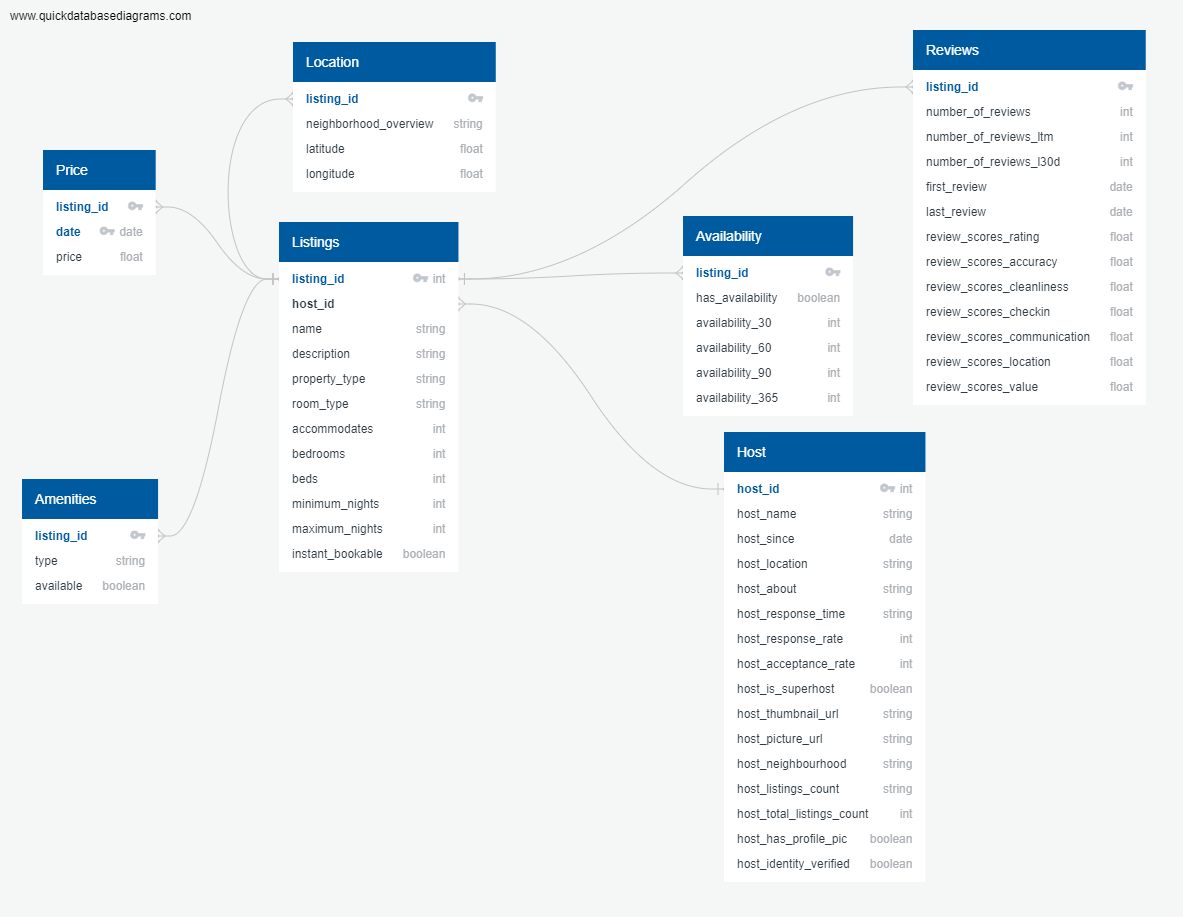 www.quickdatabasediagrams.com
Location
listing_id
neighborhood_overview string
latitude float
longitude float
Price
listing_id
date date
price float
Listings
listing_id int
host_id
name string
description string
property_type string
room_type string
accommodates int
bedrooms int
beds int
minimum_nights int
maximum_nights int
instant_bookable boolean
Amenities
listing_id
type string
available boolean
Availability
listing_id
has_availability boolean
availability_30 int
availability_60 int
availability_90 int
availability_365 int
Reviews
listing_id
number_of_reviews int
number_of_reviews_ltm int
number_of_reviews_l30d int
first_review date
last_review date
review_scores_rating float
review_scores_accuracy float
review_scores_cleanliness float
review_scores_checkin float
review_scores_communication float
review_scores_location float
review_scores_value float
Host
host_id int
host_name string
host_since date
host_location string
host_about string
host_response_time string
host_response_rate int
host_acceptance_rate int
host_is_superhost boolean
host_thumbnail_url string
host_picture_url string
host_neighbourhood string
host_listings_count string
host_total_listings_count int
host_has_profile_pic boolean
host_identity_verified boolean